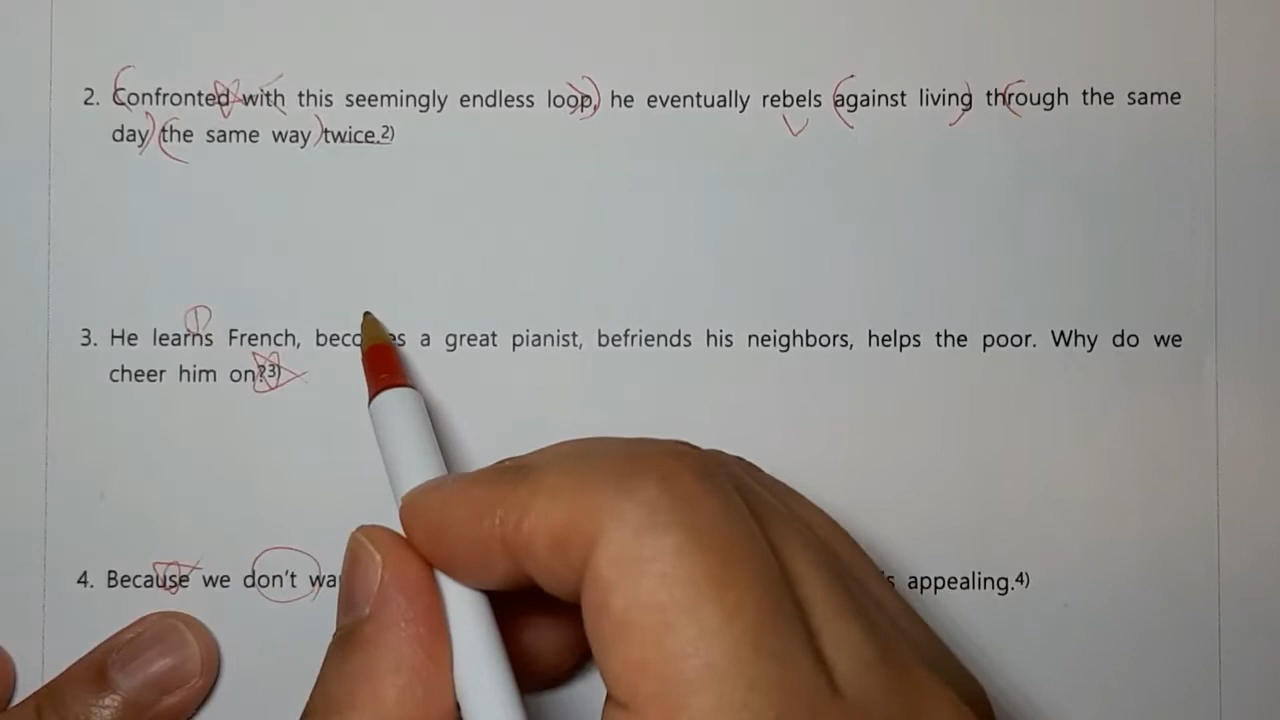 2. Confronted with this seemingly endless loop, he eventually rebels against living through the same
day the same way twice.2)
3. He learns French, becomes a great pianist, befriends his neighbors, helps the poor. Why do we
cheer him on?3)
4. Because we don't appealing.4)